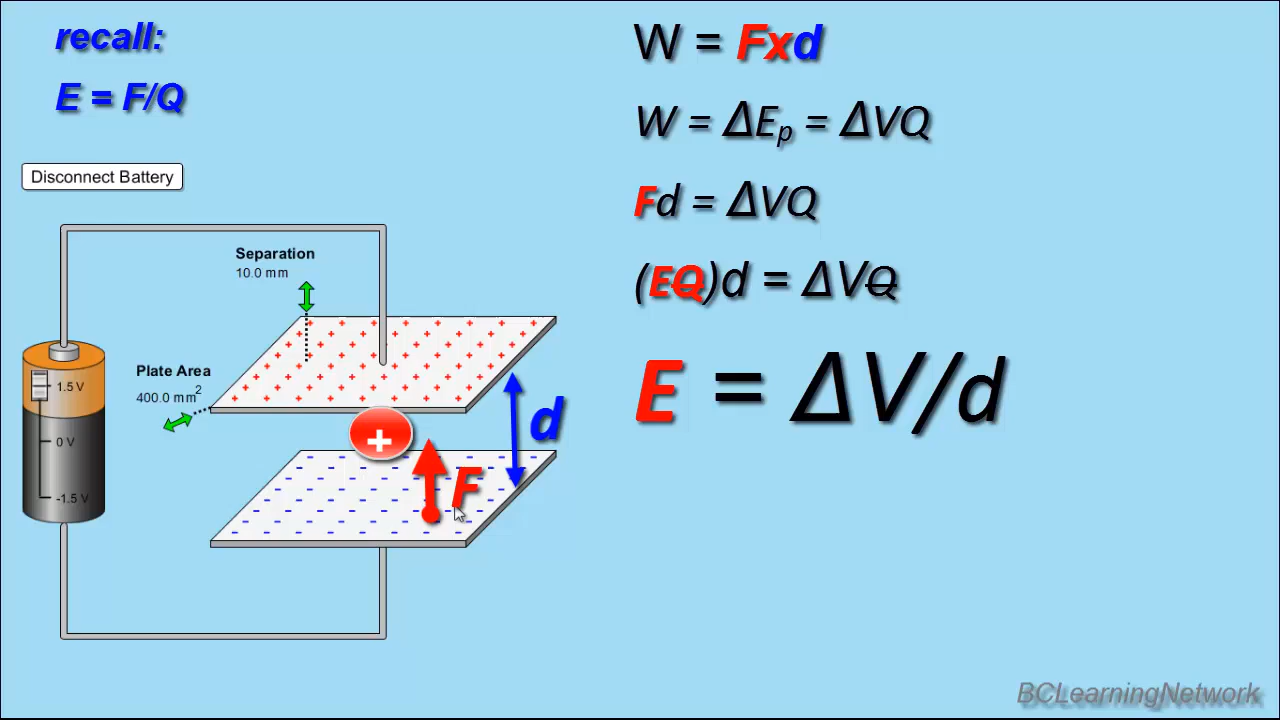 recall:
E = F/Q
Disconnect Battery
Separation
10.0 mm
Plate Area
400.0 mm²
1.5 V
0 V
-1.5 V
+
d
F
W = Fxd
W = ΔEₚ = ΔVQ
Fd = ΔVQ
(EQ)d = ΔVQ
E = ΔV/d
BCLearningNetwork